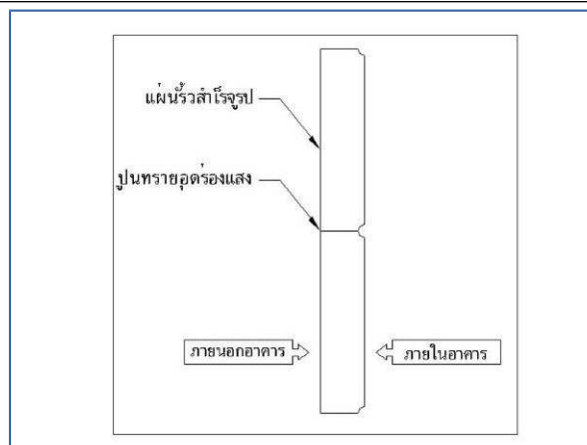 แผ่นรั้วสำเร็จรูป
ปูนทรายอุดร่องแสง
ภายนอกอาคาร
ภายในอาคาร